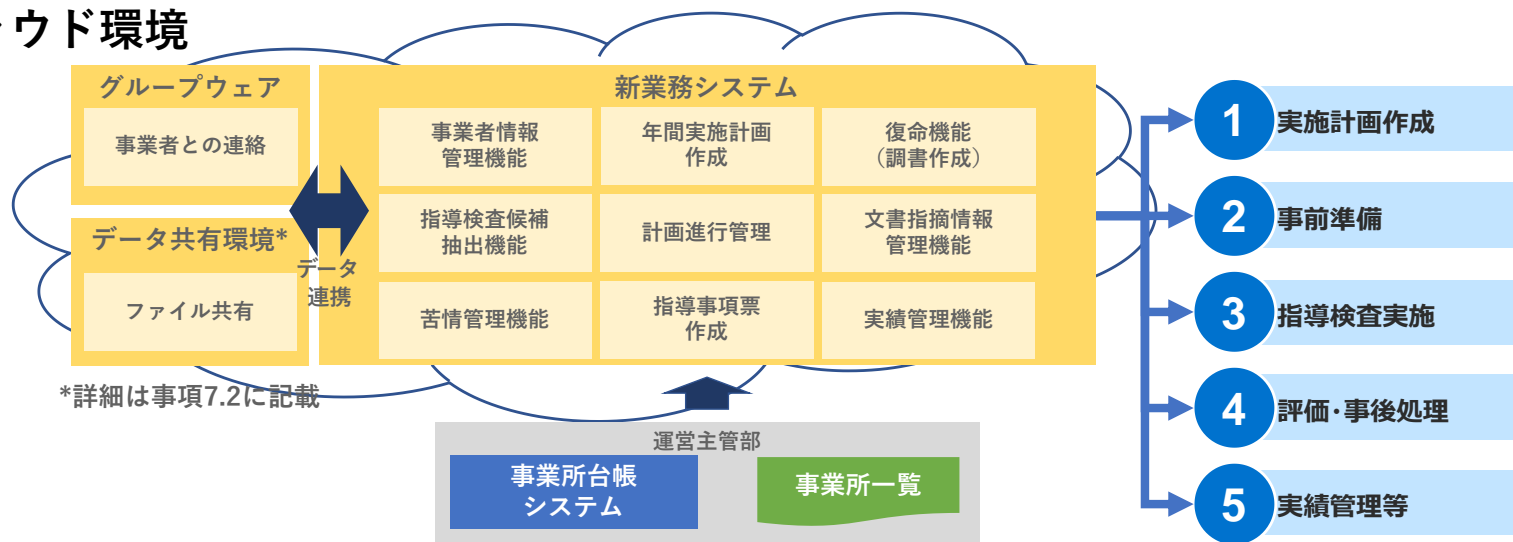 ウド環境
グループウェア
事業者との連絡
データ共有環境*
ファイル共有
データ
連携
新業務システム
事業者情報
管理機能
年間実施計画
作成
復命機能
（調書作成）
指導検査候補
抽出機能
計画進行管理
文書指摘情報
管理機能
苦情管理機能
指導事項票
作成
実績管理機能
*詳細は事項7.2に記載
運営主管部
事業所台帳
システム
事業所一覧
1 実施計画作成
2 事前準備
3 指導検査実施
4 評価･事後処理
5 実績管理等